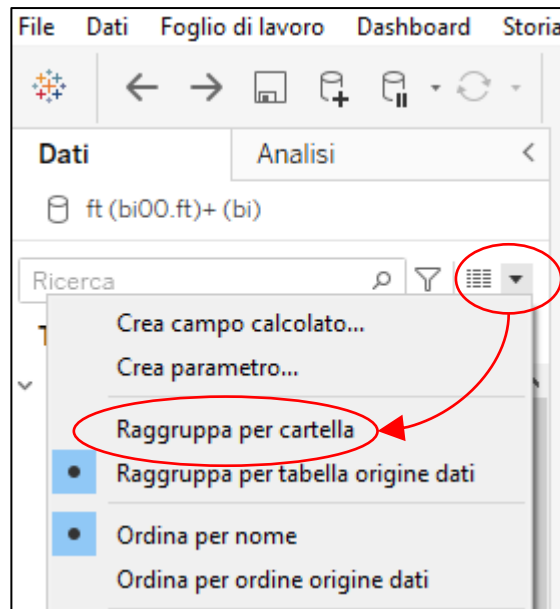 File Dati Foglio di lavoro Dashboard Storia
Dati Analisi
ft (bi00.ft)+ (bi)
Ricerca
Crea campo calcolato...
Crea parametro...
Raggruppa per cartella
Raggruppa per tabella origine dati
Ordina per nome
Ordina per ordine origine dati